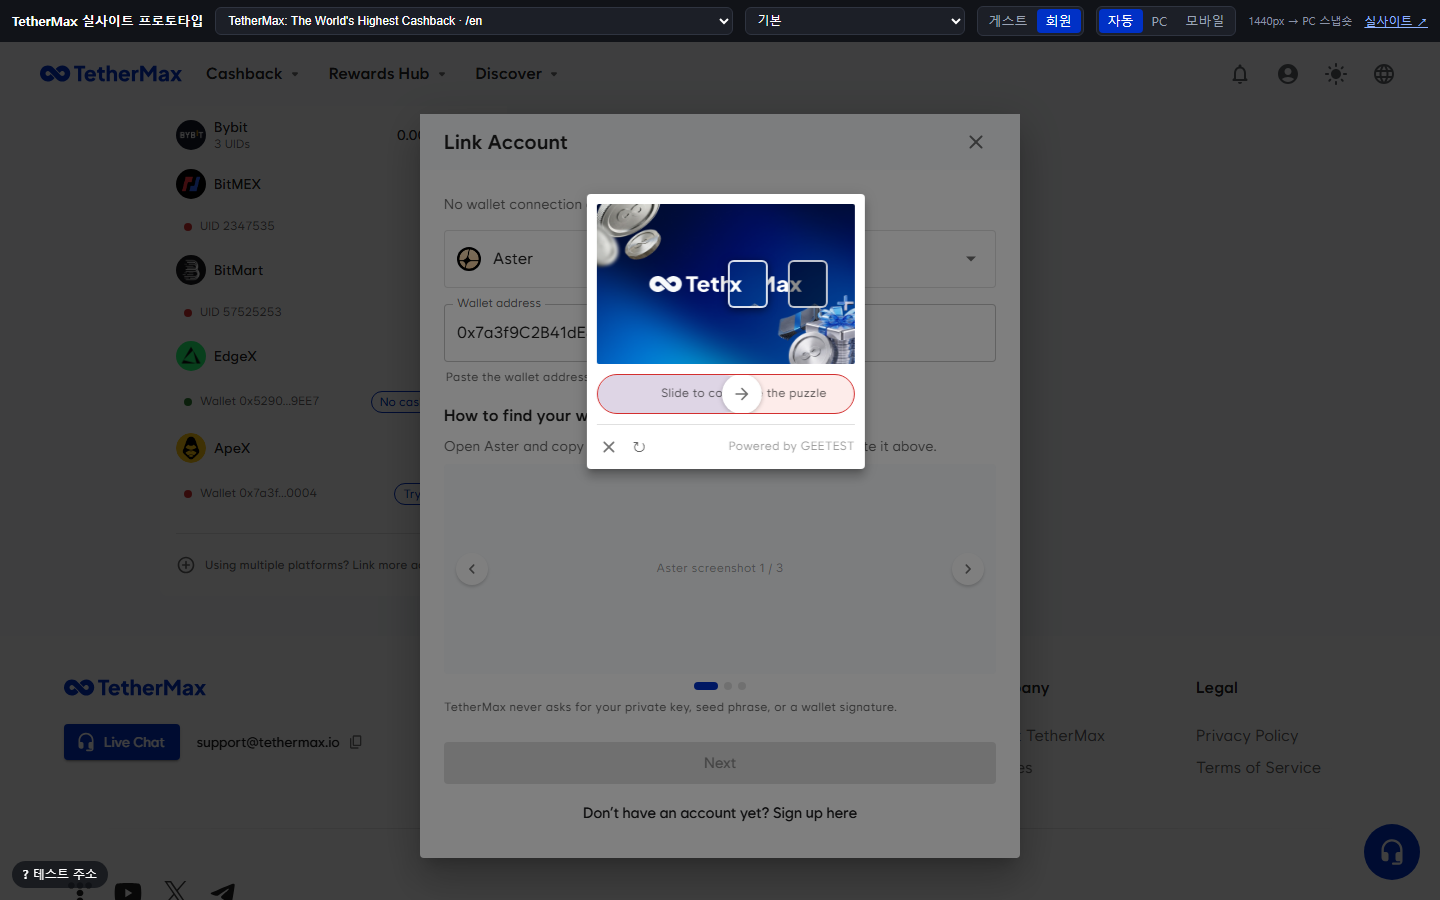 TetherMax 실사이트 프로토타입
TetherMax: The World's Highest Cashback · /en
기본
게스트 회원
자동 PC 모바일
1440px → PC 스냅숏
실사이트 ↗
TetherMax
Cashback
Rewards Hub
Discover
Bybit
3 UIDs
BitMEX
UID 2347535
BitMart
UID 57525253
EdgeX
Wallet 0x5290...9EE7
ApeX
Wallet 0x7a3f...0004
Try
Using multiple platforms? Link more
Link Account
No wallet connection
Aster
Wallet address
0x7a3f9C2B41dE
Paste the wallet address
How to find your
Open Aster and copy
te it above.
Slide to co the puzzle
Powered by GEETEST
Aster screenshot 1 / 3
TetherMax never asks for your private key, seed phrase, or a wallet signature.
Next
Don't have an account yet? Sign up here
TetherMax
Live Chat
support@tethermax.io
TetherMax
Legal
Privacy Policy
Terms of Service
? 테스트 주소